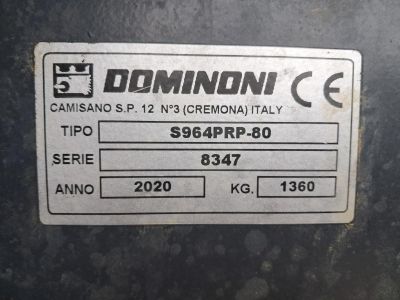 DOMINONI CE
CAMISANO S.P. 12 N°3 (CREMONA) ITALY
TIPO S964PRP-80
SERIE 8347
ANNO 2020 KG. 1360